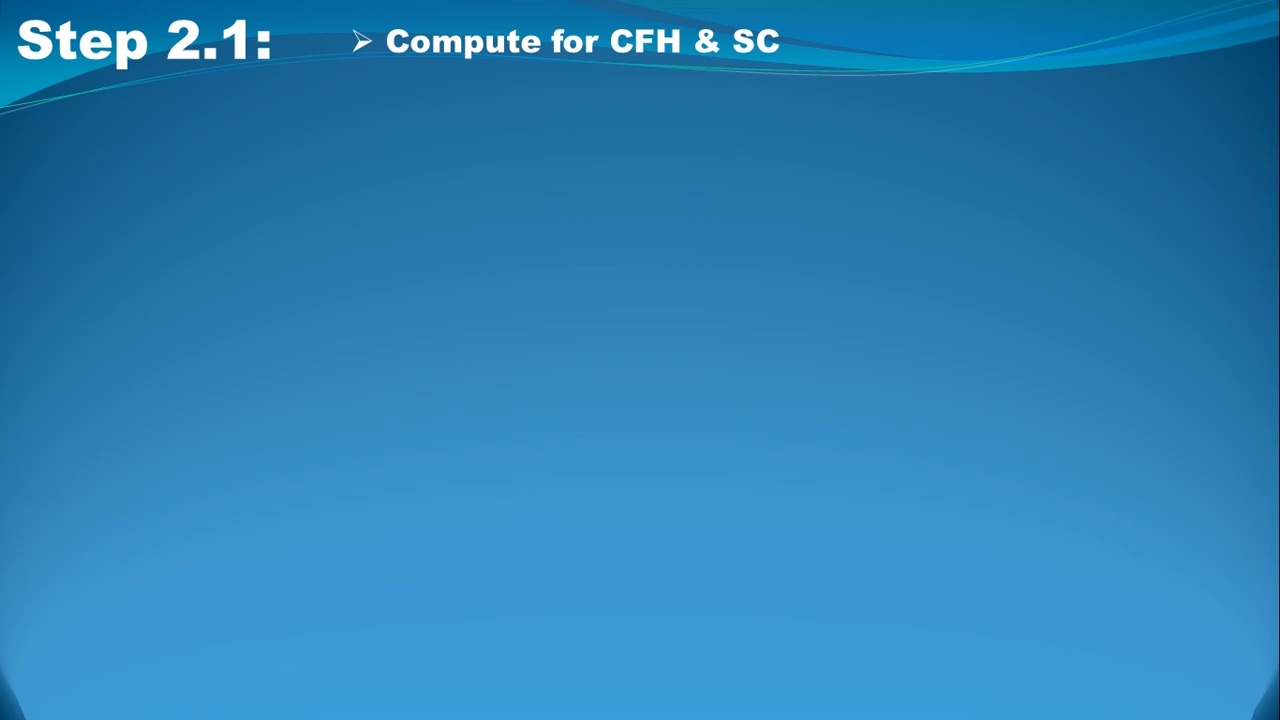 Step 2.1:
➢ Compute for CFH & SC